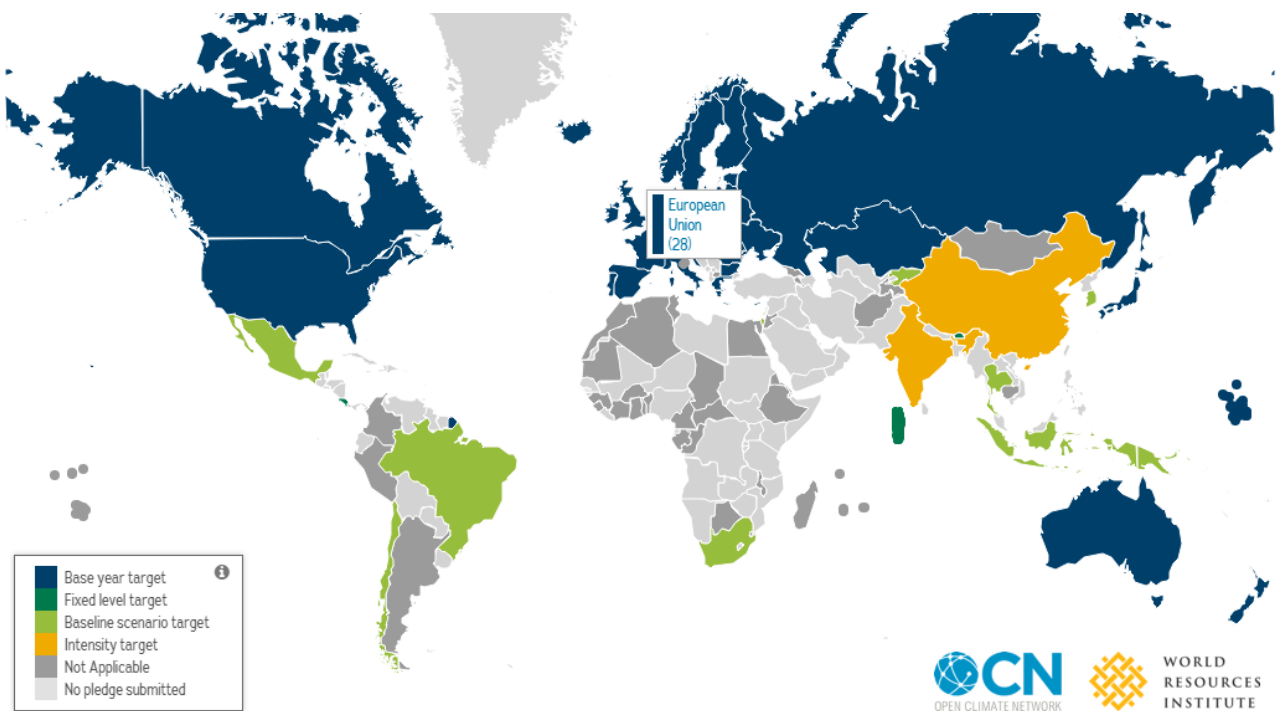 European
Union
(28)
Base year target
Fixed level target
Baseline scenario target
Intensity target
Not Applicable
No pledge submitted
i
OCN
OPEN CLIMATE NETWORK
WORLD
RESOURCES
INSTITUTE